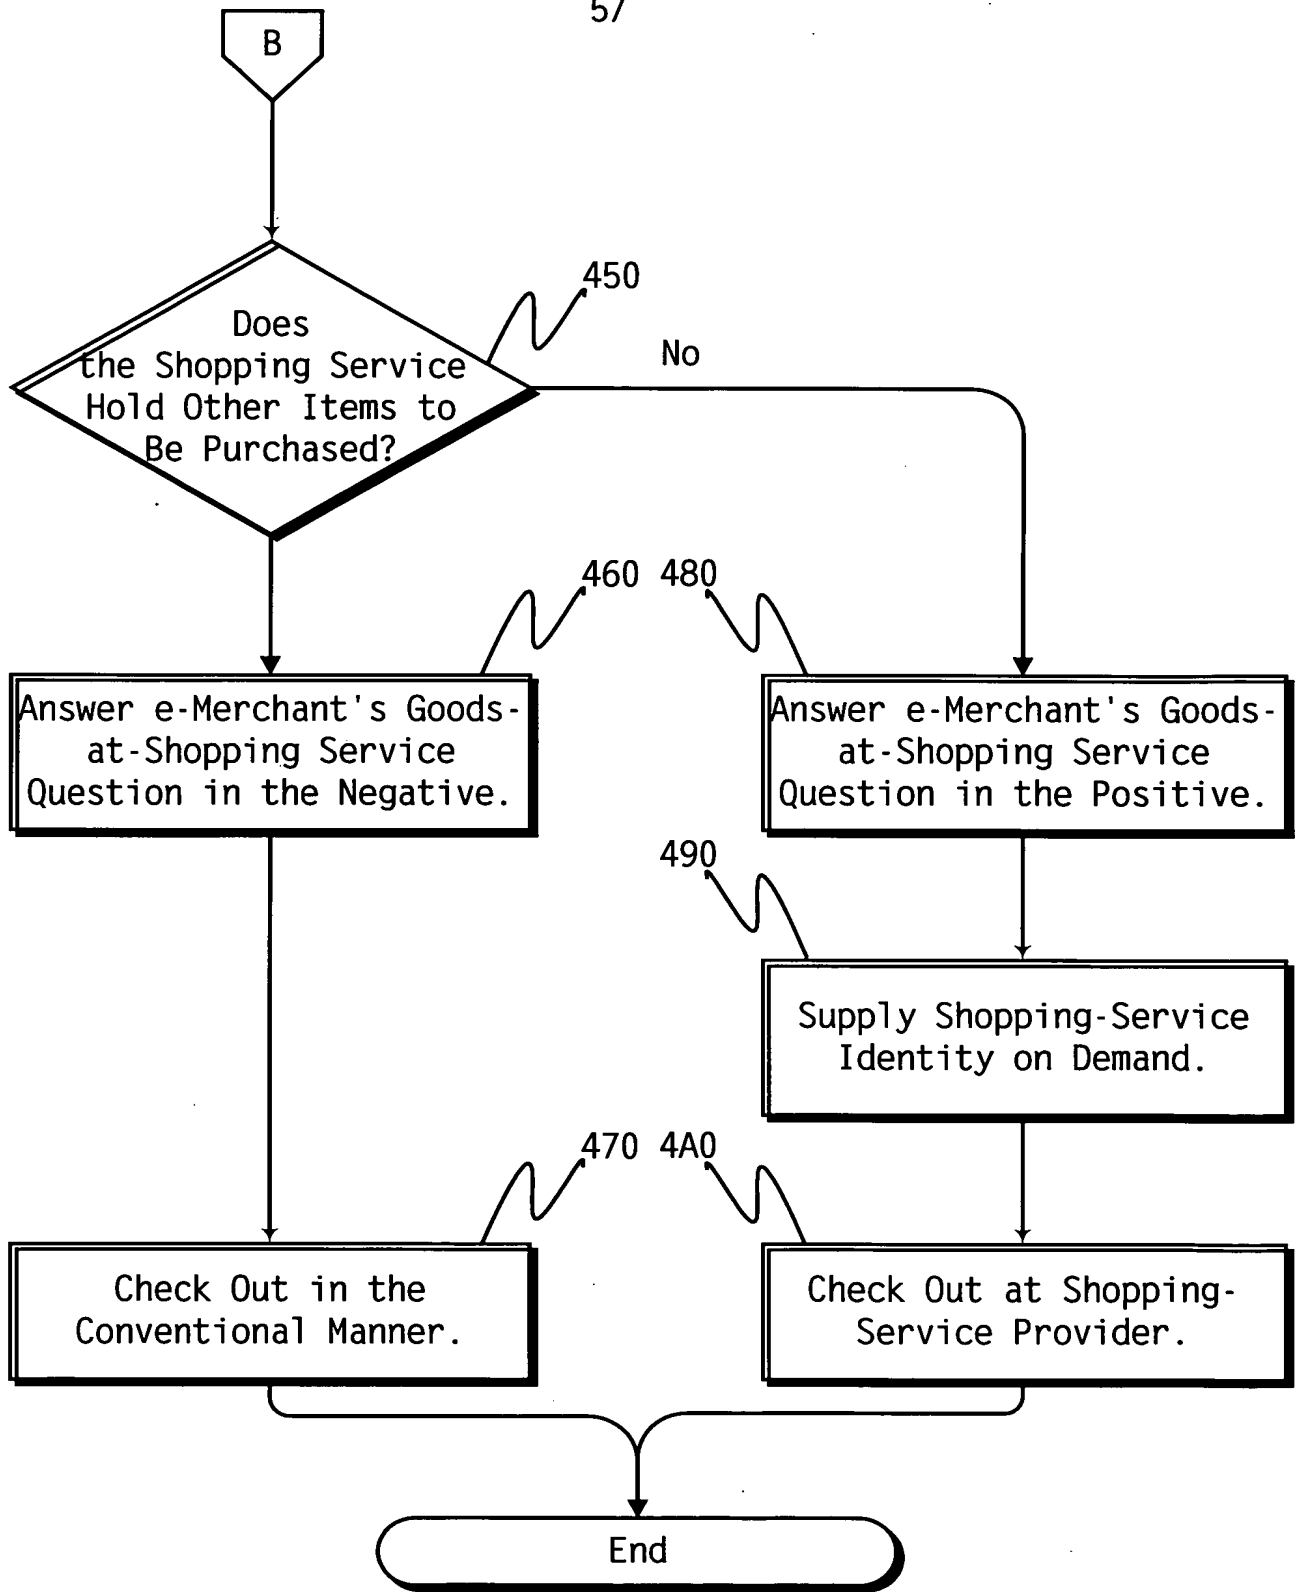 57
B
450
Does
the Shopping Service
Hold Other Items to
Be Purchased?
No
460 480
Answer e-Merchant's Goods-
at-Shopping Service
Question in the Negative.
Answer e-Merchant's Goods-
at-Shopping Service
Question in the Positive.
490
Supply Shopping-Service
Identity on Demand.
470 4A0
Check Out in the
Conventional Manner.
Check Out at Shopping-
Service Provider.
End